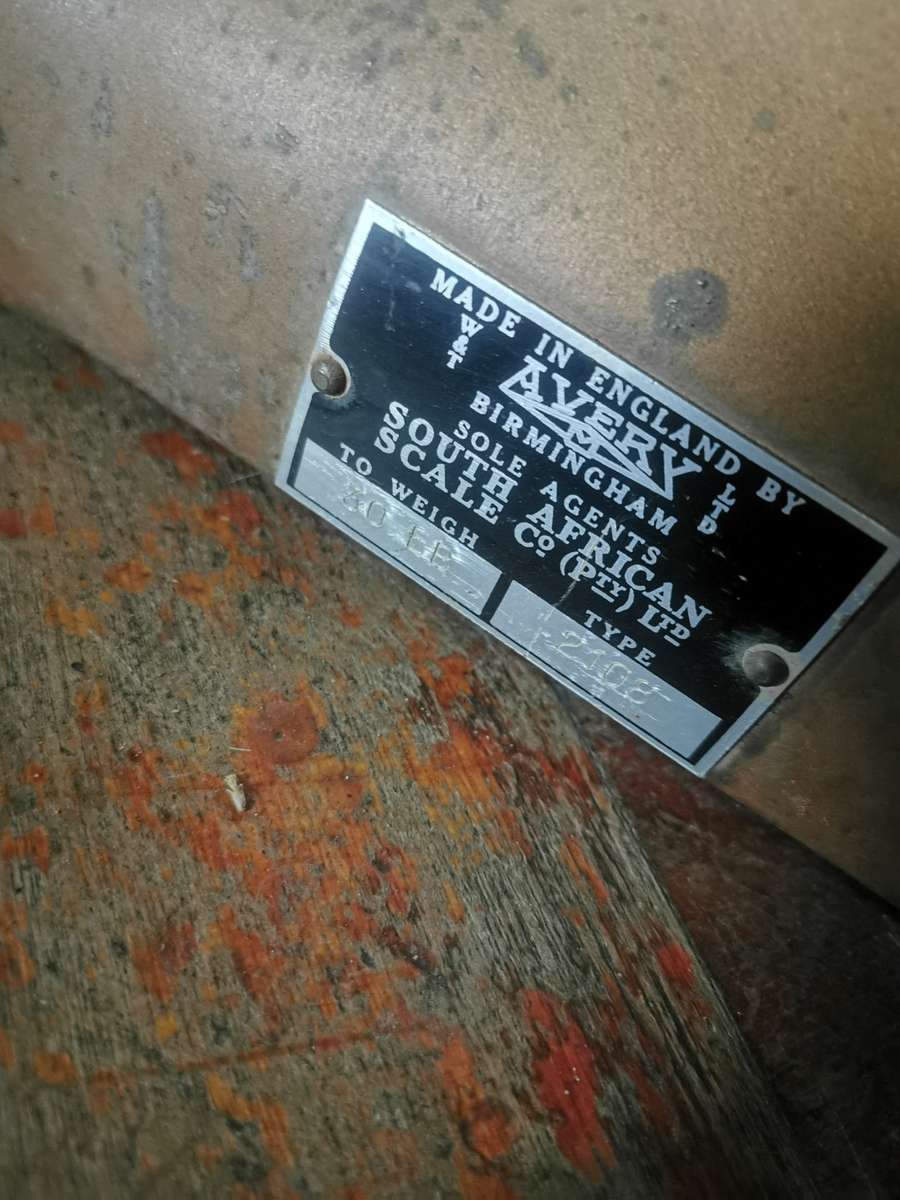 MADE IN ENGLAND BY
W&T AVERY LTD
BIRMINGHAM
SOLE AGENTS
SOUTH AFRICAN
SCALE Co (PTY) LTD
TO WEIGH TYPE